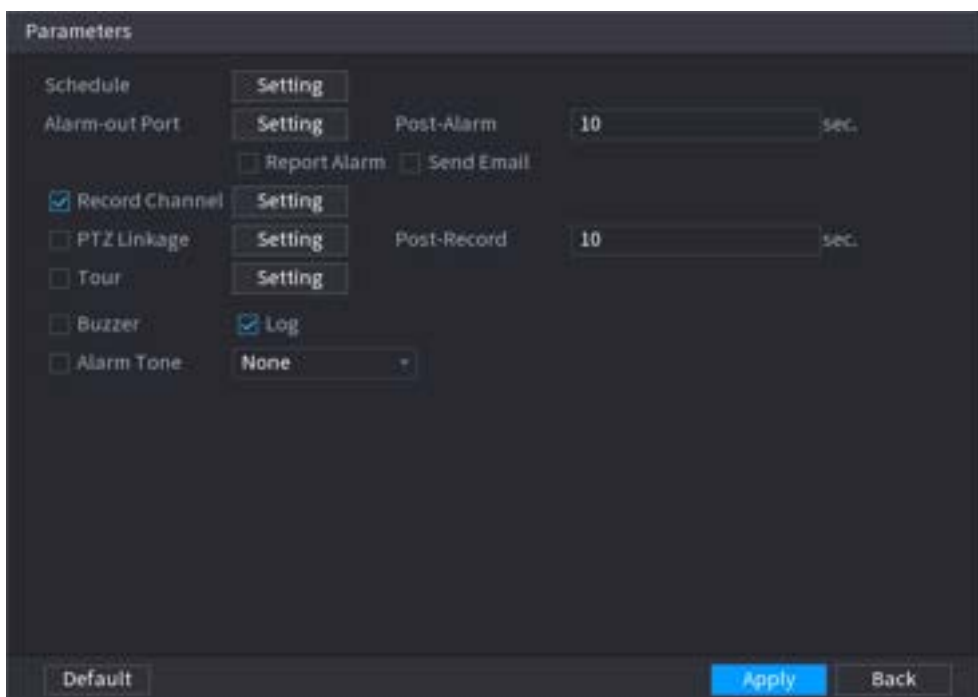 Parameters
Schedule Setting
Alarm-out Port Setting Post-Alarm 10 sec.
Report Alarm Send Email
Record Channel Setting
PTZ Linkage Setting Post-Record 10 sec.
Tour Setting
Buzzer Log
Alarm Tone None
Default Apply Back